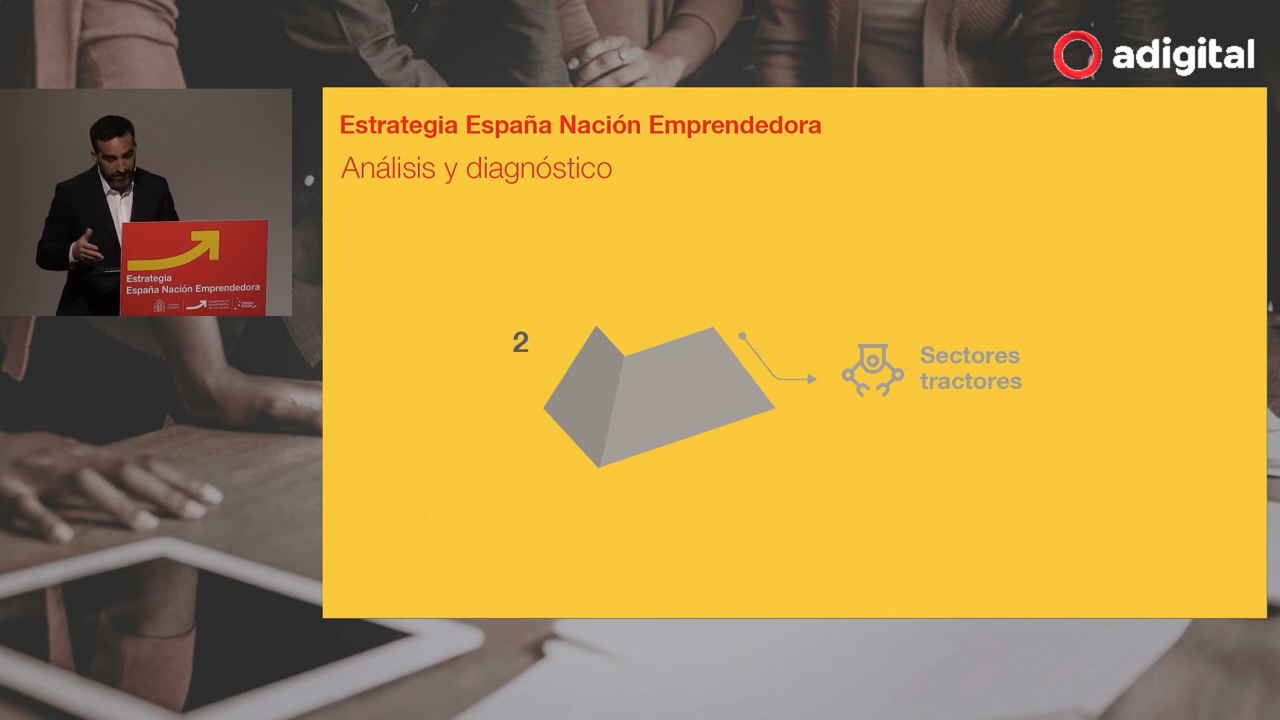 adigital
Estrategia España Nación Emprendedora
Análisis y diagnóstico
2
Sectores
tractores
Estrategia
España Nación Emprendedora